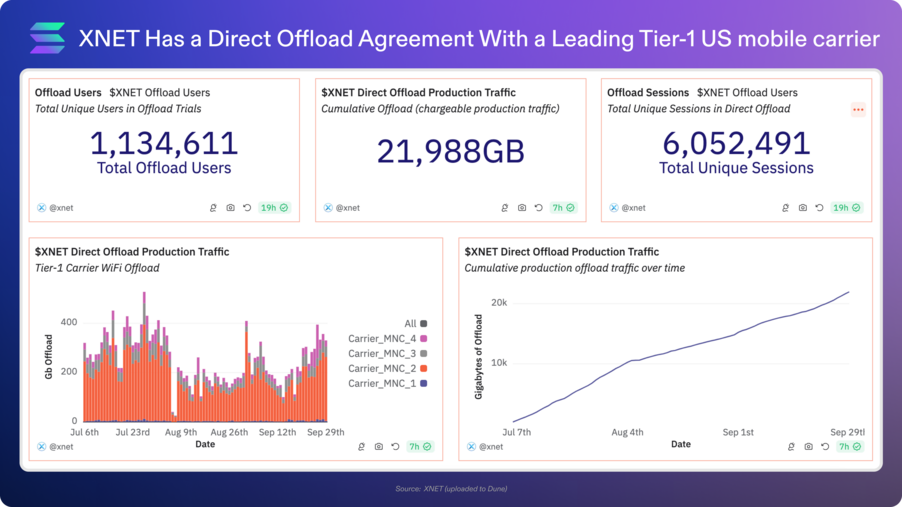 XNET Has a Direct Offload Agreement With a Leading Tier-1 US mobile carrier
Offload Users $XNET Offload Users
Total Unique Users in Offload Trials
1,134,611
Total Offload Users
@xnet
19h
$XNET Direct Offload Production Traffic
Cumulative Offload (chargeable production traffic)
21,988GB
@xnet
7h
Offload Sessions $XNET Offload Users
Total Unique Sessions in Direct Offload
6,052,491
Total Unique Sessions
@xnet
19h
$XNET Direct Offload Production Traffic
Tier-1 Carrier WiFi Offload
Gb Offload
400
200
0
Jul 6th Jul 23rd Aug 9th Aug 26th Sep 12th Sep 29th
Date
All
Carrier_MNC_4
Carrier_MNC_3
Carrier_MNC_2
Carrier_MNC_1
@xnet
7h
$XNET Direct Offload Production Traffic
Cumulative production offload traffic over time
Gigabytes of Offload
20k
10k
Jul 7th Aug 4th Sep 1st Sep 29tl
Date
@xnet
7h
Source: XNET (uploaded to Dune)